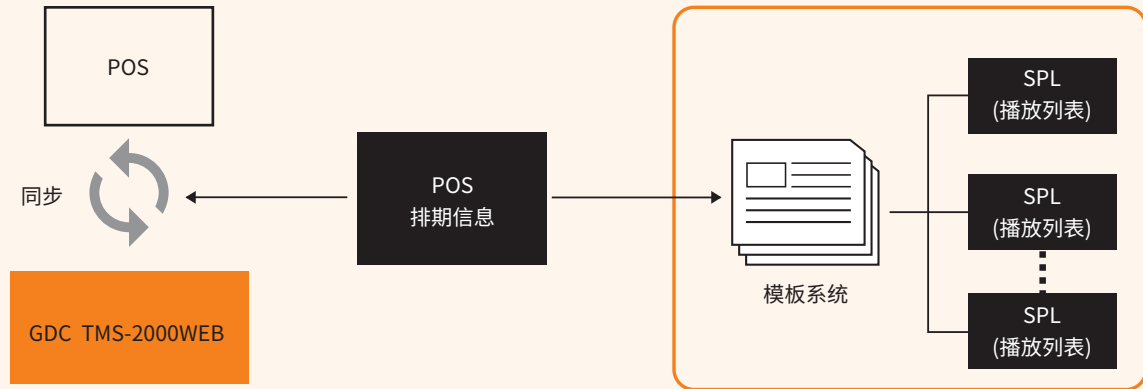 POS
同步
GDC TMS-2000WEB
POS
排期信息
模板系统
SPL
(播放列表)
SPL
(播放列表)
SPL
(播放列表)